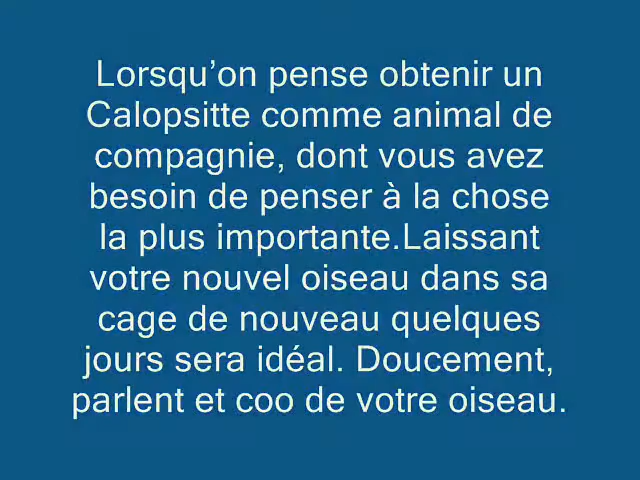 Lorsqu’on pense obtenir un
Calopsitte comme animal de
compagnie, dont vous avez
besoin de penser à la chose
la plus importante.Laissant
votre nouvel oiseau dans sa
cage de nouveau quelques
jours sera idéal. Doucement,
parlent et coo de votre oiseau.